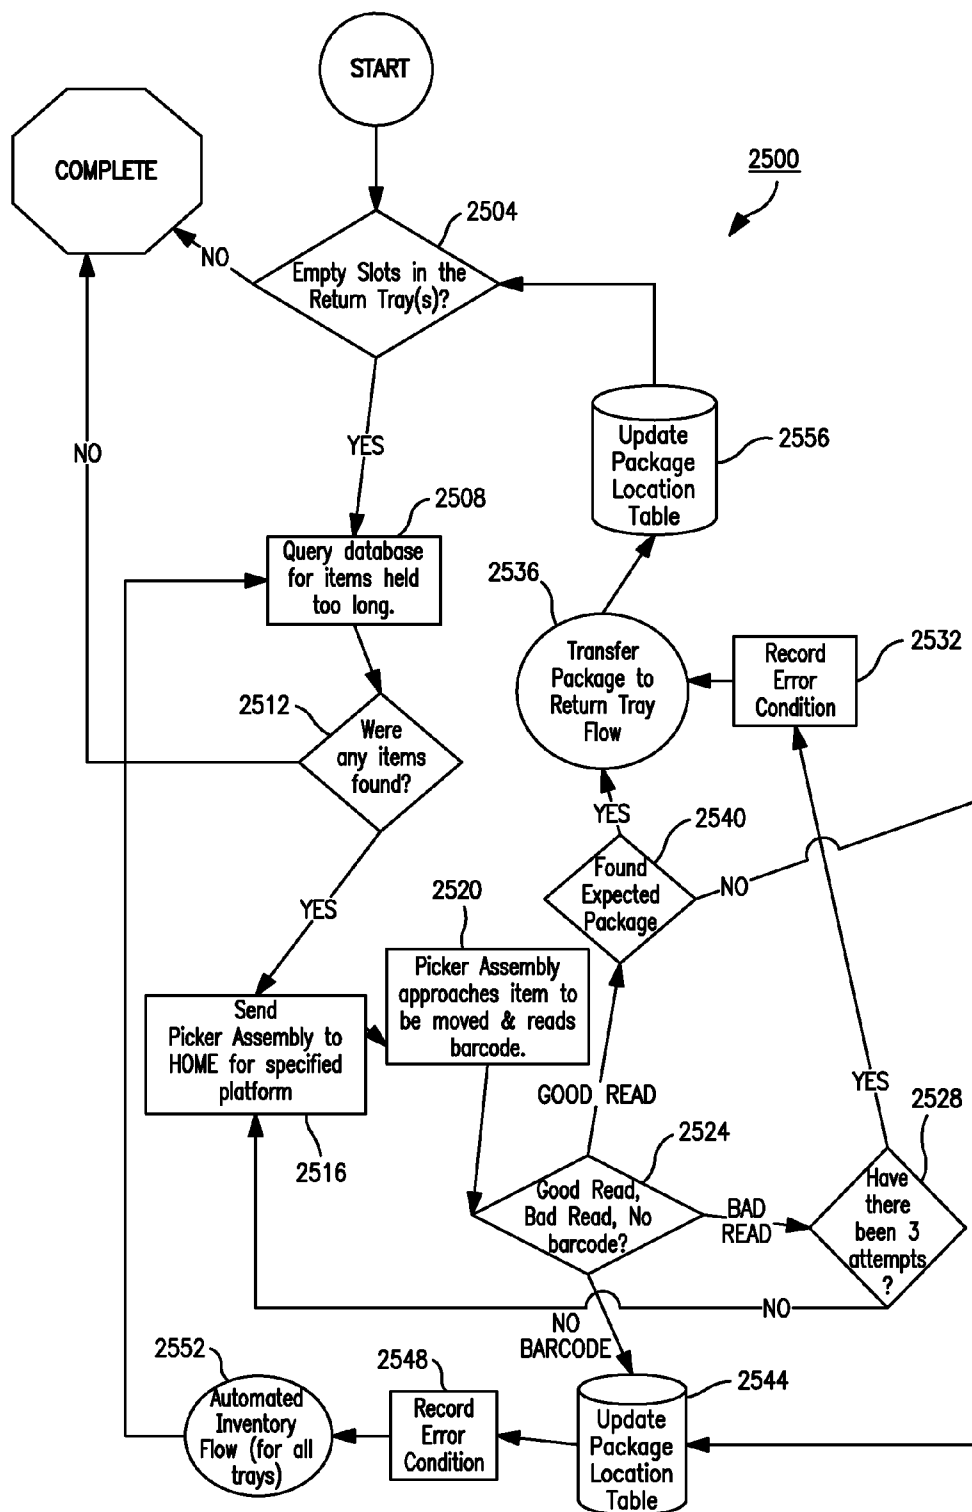 START
COMPLETE
2500
2504
NO
Empty Slots in the
Return Tray(s)?
YES
NO
Update
Package
Location
Table
2556
2508
Query database
for items held
too long.
2536
Transfer
Package to
Return Tray
Flow
Record
Error
Condition
2532
2512
Were
any items
found?
YES
2540
Found
Expected
Package
NO
YES
2520
Picker Assembly
approaches item to
be moved & reads
barcode.
Send
Picker Assembly to
HOME for specified
platform
2516
GOOD READ
YES
2528
2524
Good Read,
Bad Read, No
barcode?
BAD
READ
Have
there
been 3
attempts
?
NO
NO
BARCODE
2552
Automated
Inventory
Flow (for all
trays)
2548
Record
Error
Condition
2544
Update
Package
Location
Table